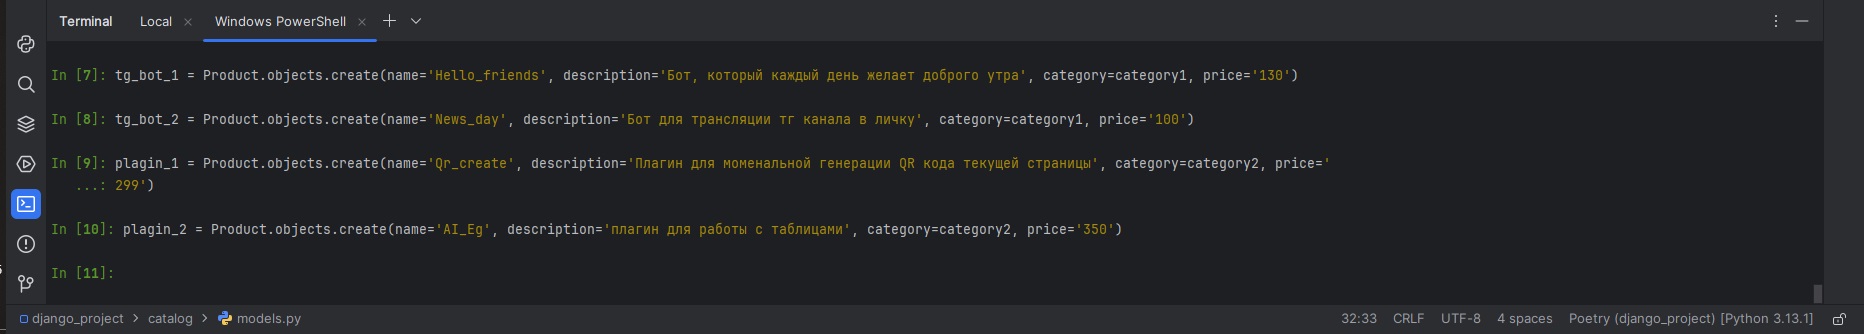 Terminal Local × Windows PowerShell ×
In [7]: tg_bot_1 = Product.objects.create(name='Hello_friends', description='Бот, который каждый день желает доброго утра', category=category1, price='130')
In [8]: tg_bot_2 = Product.objects.create(name='News_day', description='Бот для трансляции тг канала в личку', category=category1, price='100')
In [9]: plagin_1 = Product.objects.create(name='Qr_create', description='Плагин для моменальной генерации QR кода текущей страницы', category=category2, price='
...: 299')
In [10]: plagin_2 = Product.objects.create(name='AI_Eg', description='плагин для работы с таблицами', category=category2, price='350')
In [11]:
django_project > catalog > models.py 32:33 CRLF UTF-8 4 spaces Poetry (django_project) [Python 3.13.1]